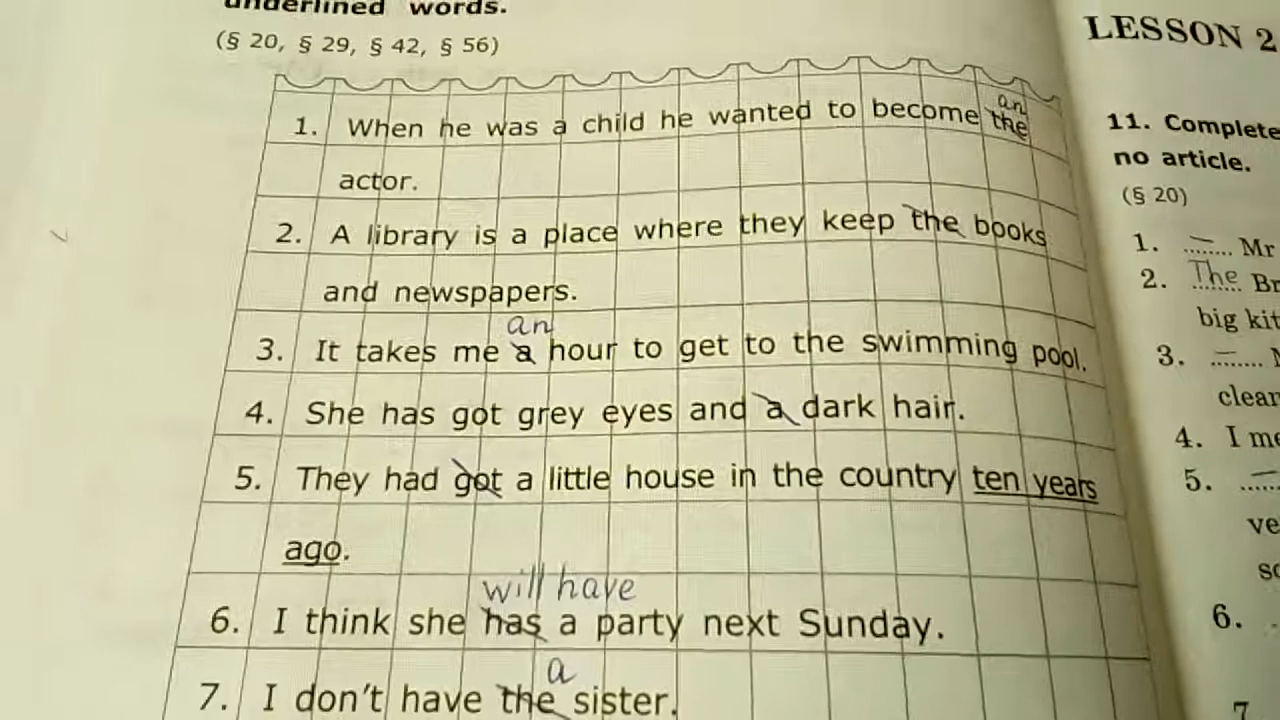 underlined words.
(§ 20, § 29, § 42, § 56)
an
1. When he was a child he wanted to become the
actor.
2. A library is a place where they keep the books
and newspapers.
an
3. It takes me a hour to get to the swimming pool.
4. She has got grey eyes and a dark hair.
5. They had got a little house in the country ten years
ago.
will have
6. I think she has a party next Sunday.
a
7. I don't have the sister.
LESSON 2
11. Complete
no article.
(§ 20)
1. ........ Mr
2. The Br
big kit
3. ........
clear
4. I me
5. ......
ve
so
6.
7